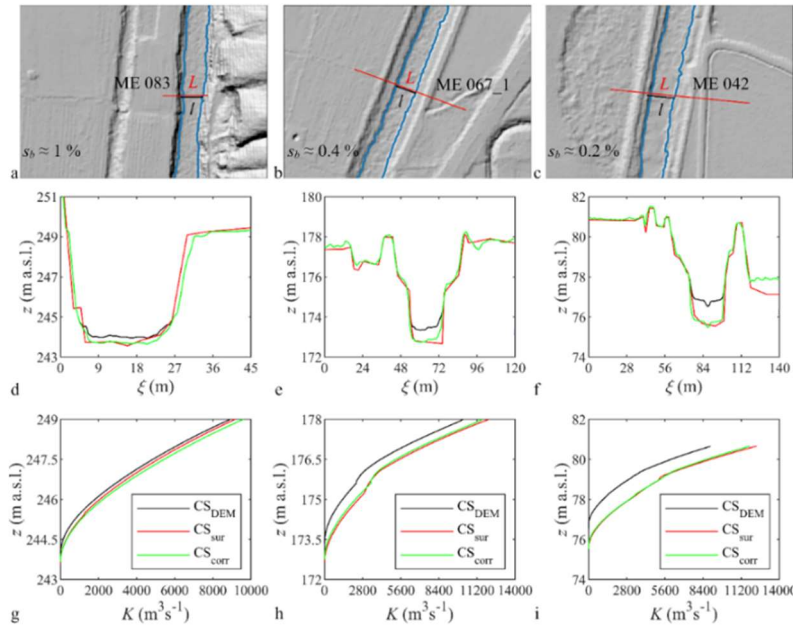 ME 083
L
l
s_b ≈ 1 %
a
ME 067_1
L
l
s_b ≈ 0.4 %
b
L
ME 042
l
s_b ≈ 0.2 %
c
251
249
247
245
243
z (m a.s.l.)
0 9 18 27 36 45
d
ξ (m)
180
178
176
174
172
z (m a.s.l.)
0 24 48 72 96 120
e
ξ (m)
82
80
78
76
74
z (m a.s.l.)
0 28 56 84 112 140
f
ξ (m)
249
247.5
246
244.5
243
z (m a.s.l.)
CS_DEM
CS_sur
CS_corr
0 2000 4000 6000 8000 10000
g
K (m³s⁻¹)
178
176.5
175
173.5
172
z (m a.s.l.)
CS_DEM
CS_sur
CS_corr
0 2800 5600 8400 11200 14000
h
K (m³s⁻¹)
82
80
78
76
74
z (m a.s.l.)
CS_DEM
CS_sur
CS_corr
0 2800 5600 8400 11200 14000
i
K (m³s⁻¹)